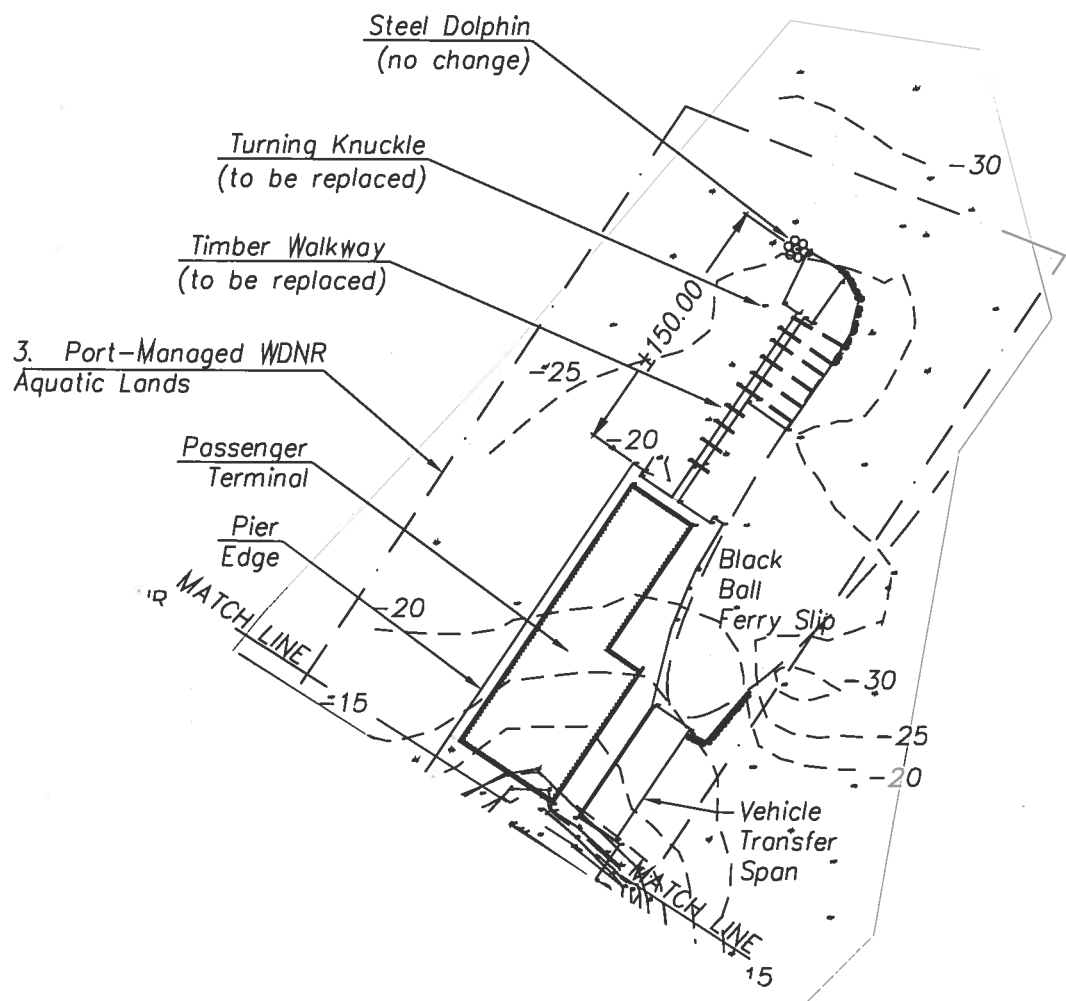 Steel Dolphin
(no change)
Turning Knuckle
(to be replaced)
-30
Timber Walkway
(to be replaced)
150.00
3. Port-Managed WDNR
Aquatic Lands
-25
-20
Passenger
Terminal
Pier
Edge
Black
Ball
Ferry Slip
MATCH LINE
-20
-15
-30
-25
-20
Vehicle
Transfer
Span
MATCH LINE
15